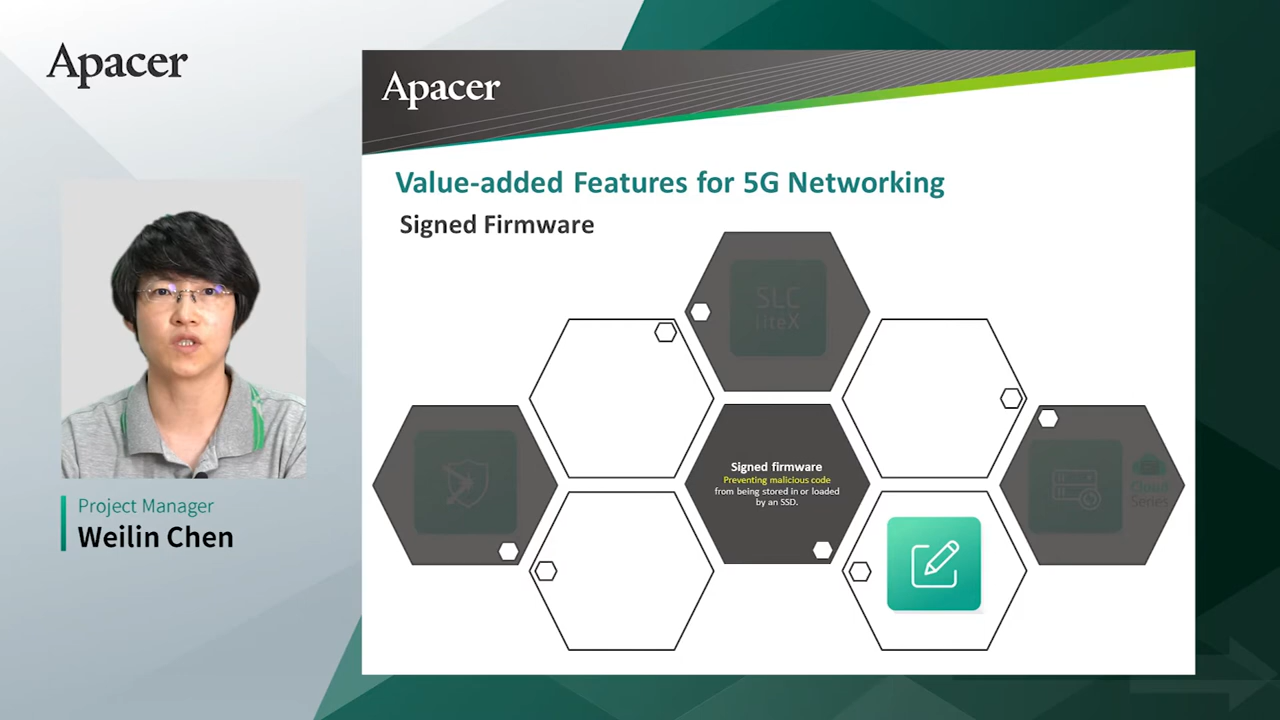 Apacer
Apacer
Value-added Features for 5G Networking
Signed Firmware
SLC
liteX
Signed firmware
Preventing malicious code
from being stored in or loaded
by an SSD.
Cloud
Series
Project Manager
Weilin Chen